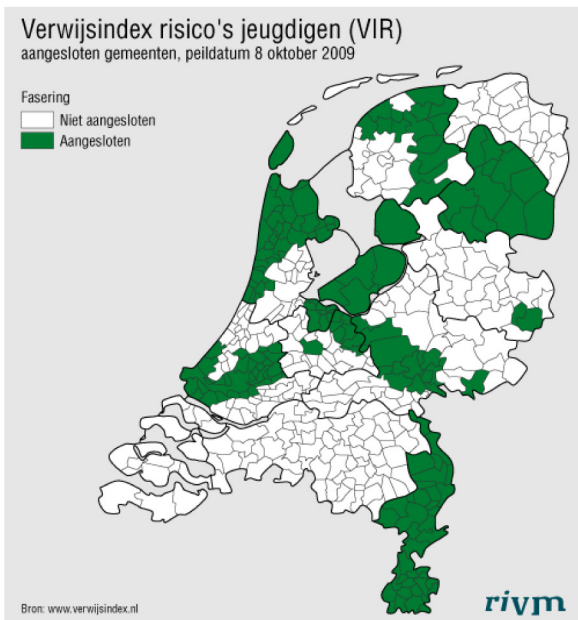 Verwijsindex risico's jeugdigen (VIR)
aangesloten gemeenten, peildatum 8 oktober 2009
Fasering
Niet aangesloten
Aangesloten
Bron: www.verwijsindex.nl
rivm